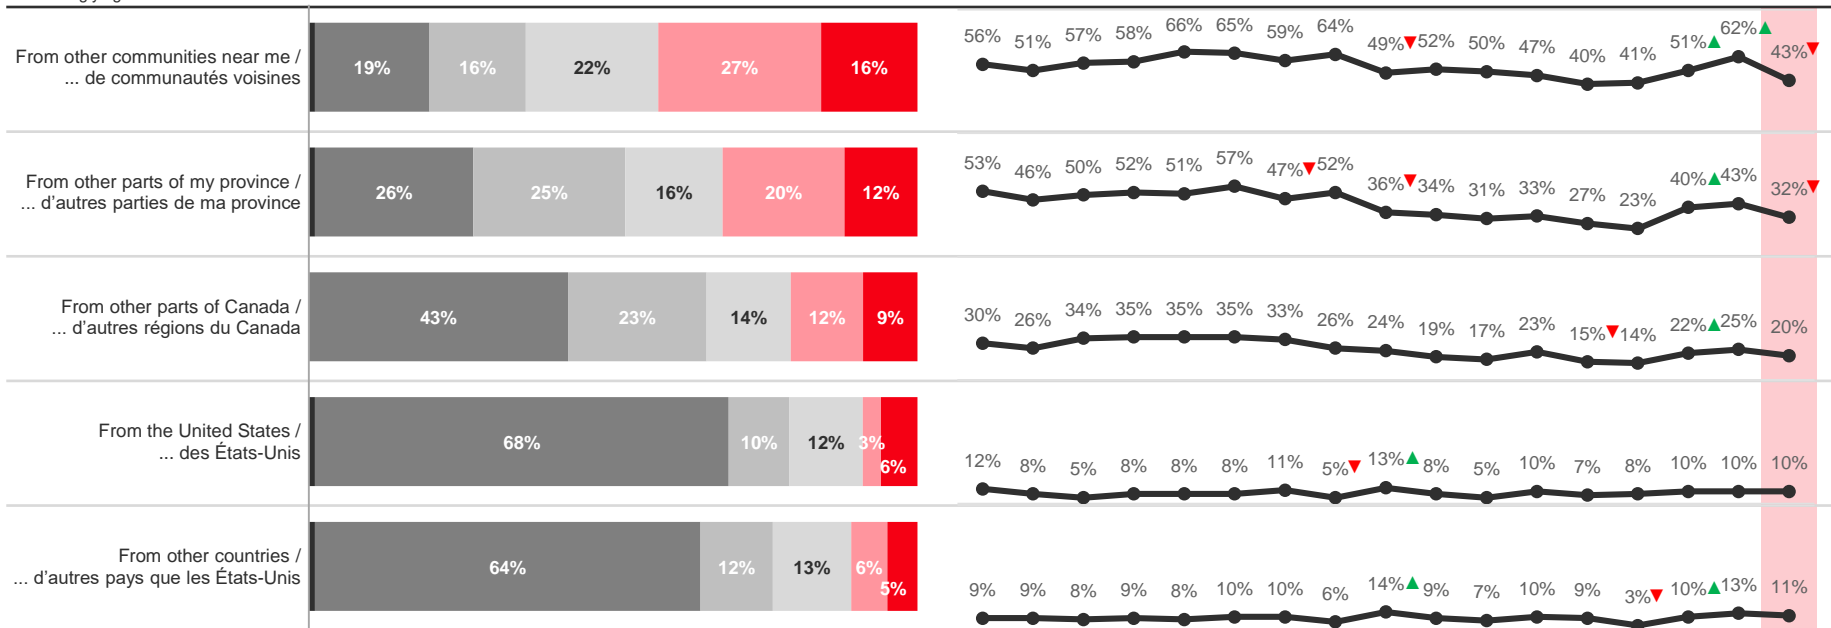 From other communities near me /
... de communautés voisines
19% 16% 22% 27% 16%
56% 51% 57% 58% 66% 65% 59% 64% 49%▼ 52% 50% 47% 40% 41% 51%▲ 62%▲ 43%▼
From other parts of my province /
... d'autres parties de ma province
26% 25% 16% 20% 12%
53% 46% 50% 52% 51% 57% 47%▼ 52% 36%▼ 34% 31% 33% 27% 23% 40%▲ 43% 32%▼
From other parts of Canada /
... d'autres régions du Canada
43% 23% 14% 12% 9%
30% 26% 34% 35% 35% 35% 33% 26% 24% 19% 17% 23% 15%▼ 14% 22%▲ 25% 20%
From the United States /
... des États-Unis
68% 10% 12% 3% 6%
12% 8% 5% 8% 8% 8% 11% 5%▼ 13%▲ 8% 5% 10% 7% 8% 10% 10% 10%
From other countries /
... d'autres pays que les États-Unis
64% 12% 13% 6% 5%
9% 9% 8% 9% 8% 10% 10% 6% 14%▲ 9% 7% 10% 9% 3%▼ 10%▲ 13% 11%